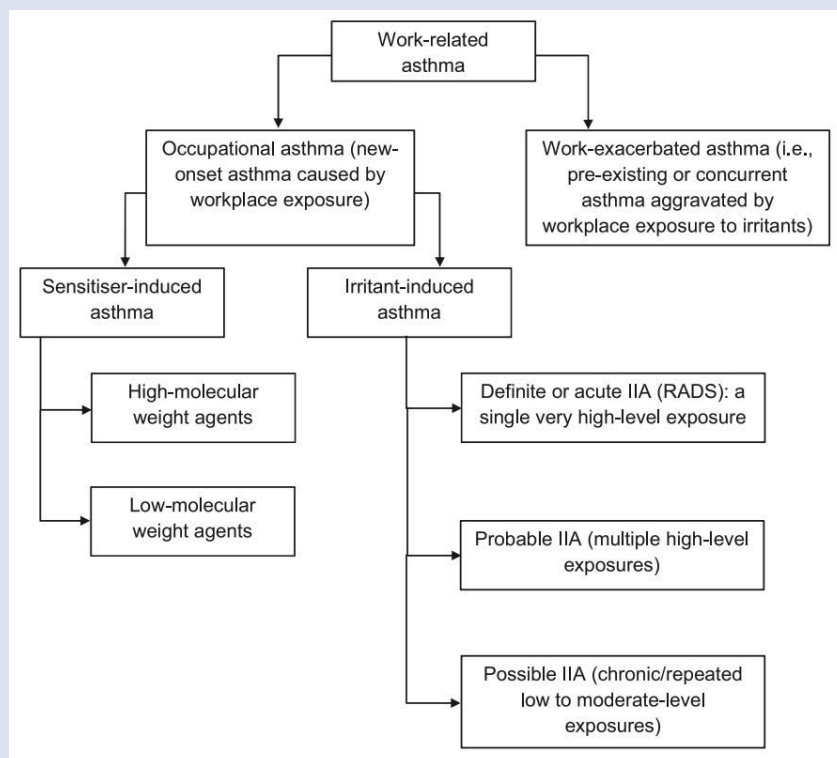 Work-related
asthma
Occupational asthma (new-
onset asthma caused by
workplace exposure)
Work-exacerbated asthma (i.e.,
pre-existing or concurrent
asthma aggravated by
workplace exposure to irritants)
Sensitiser-induced
asthma
Irritant-induced
asthma
High-molecular
weight agents
Low-molecular
weight agents
Definite or acute IIA (RADS): a
single very high-level exposure
Probable IIA (multiple high-level
exposures)
Possible IIA (chronic/repeated
low to moderate-level
exposures)